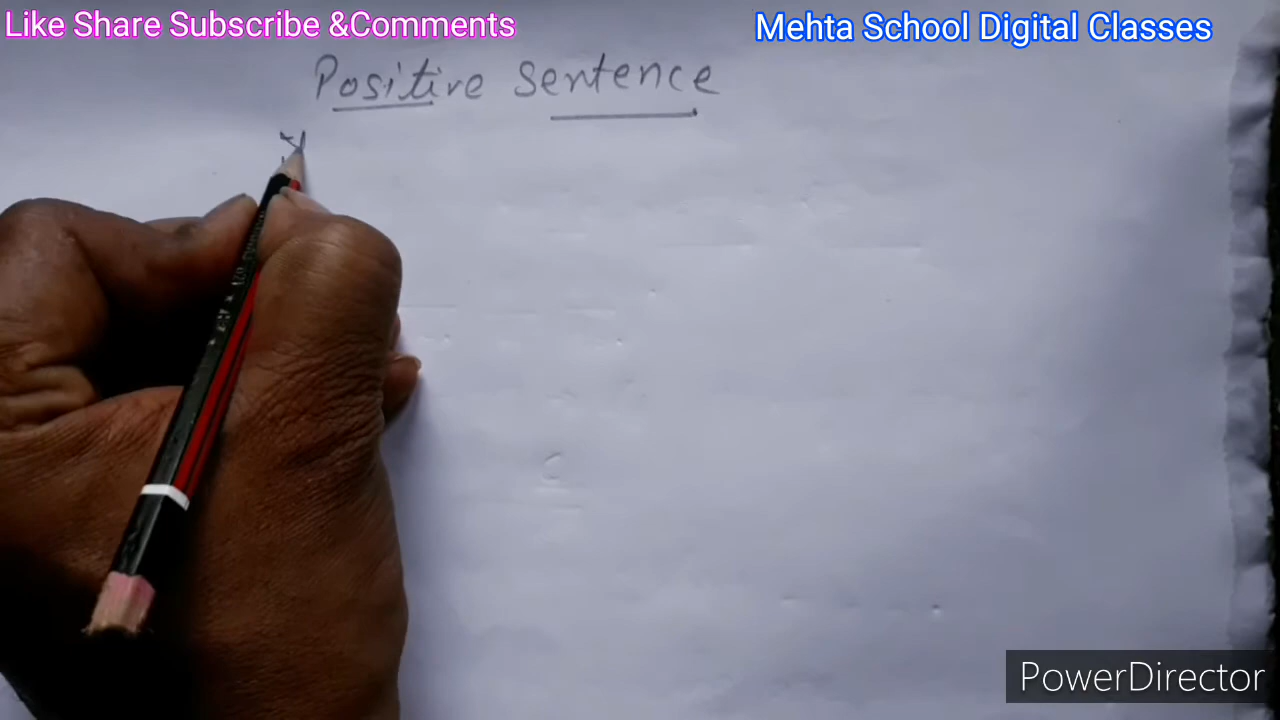 Like Share Subscribe &Comments
Mehta School Digital Classes
Positive Sentence
PowerDirector